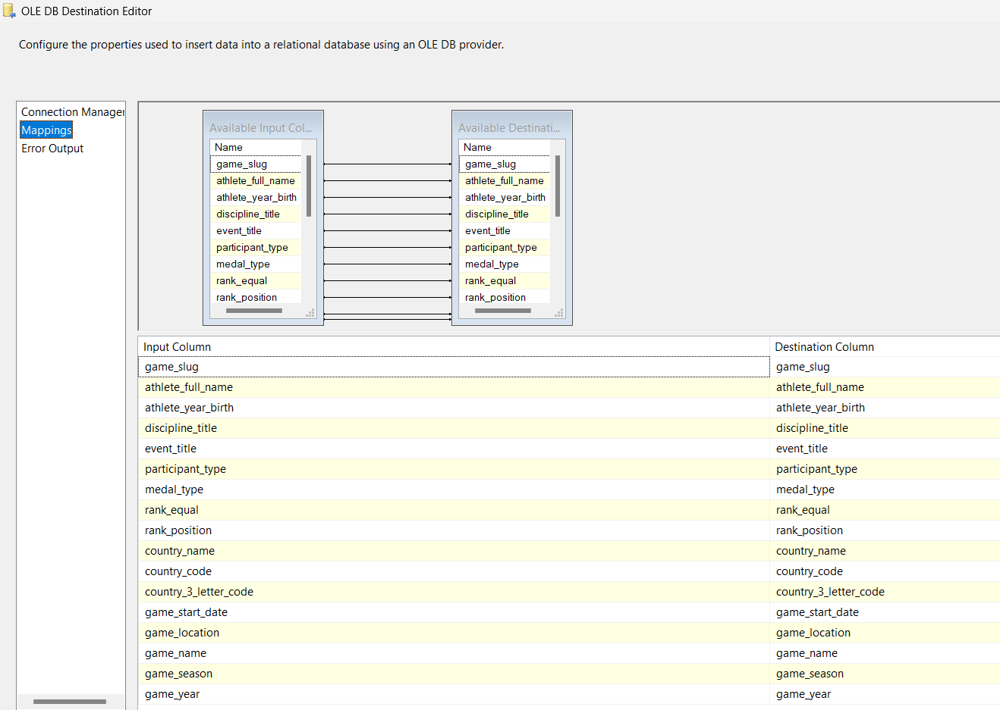 OLE DB Destination Editor
Configure the properties used to insert data into a relational database using an OLE DB provider.
Connection Manager
Mappings
Error Output
Available Input Col...
Name
game_slug
athlete_full_name
athlete_year_birth
discipline_title
event_title
participant_type
medal_type
rank_equal
rank_position
Available Destinati...
Name
game_slug
athlete_full_name
athlete_year_birth
discipline_title
event_title
participant_type
medal_type
rank_equal
rank_position
Input Column Destination Column
game_slug game_slug
athlete_full_name athlete_full_name
athlete_year_birth athlete_year_birth
discipline_title discipline_title
event_title event_title
participant_type participant_type
medal_type medal_type
rank_equal rank_equal
rank_position rank_position
country_name country_name
country_code country_code
country_3_letter_code country_3_letter_code
game_start_date game_start_date
game_location game_location
game_name game_name
game_season game_season
game_year game_year